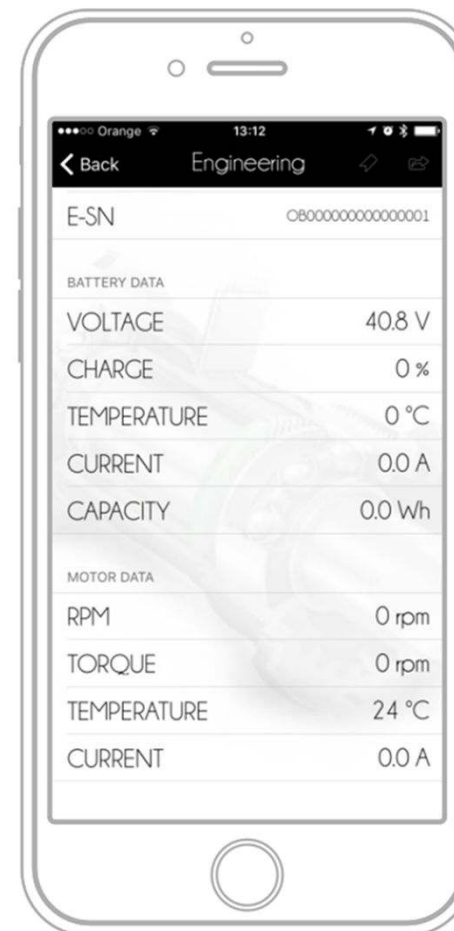 ●●●○○ Orange 13:12
Back Engineering
E-SN OB000000000000001
BATTERY DATA
VOLTAGE 40.8 V
CHARGE 0 %
TEMPERATURE 0 °C
CURRENT 0.0 A
CAPACITY 0.0 Wh
MOTOR DATA
RPM 0 rpm
TORQUE 0 rpm
TEMPERATURE 24 °C
CURRENT 0.0 A